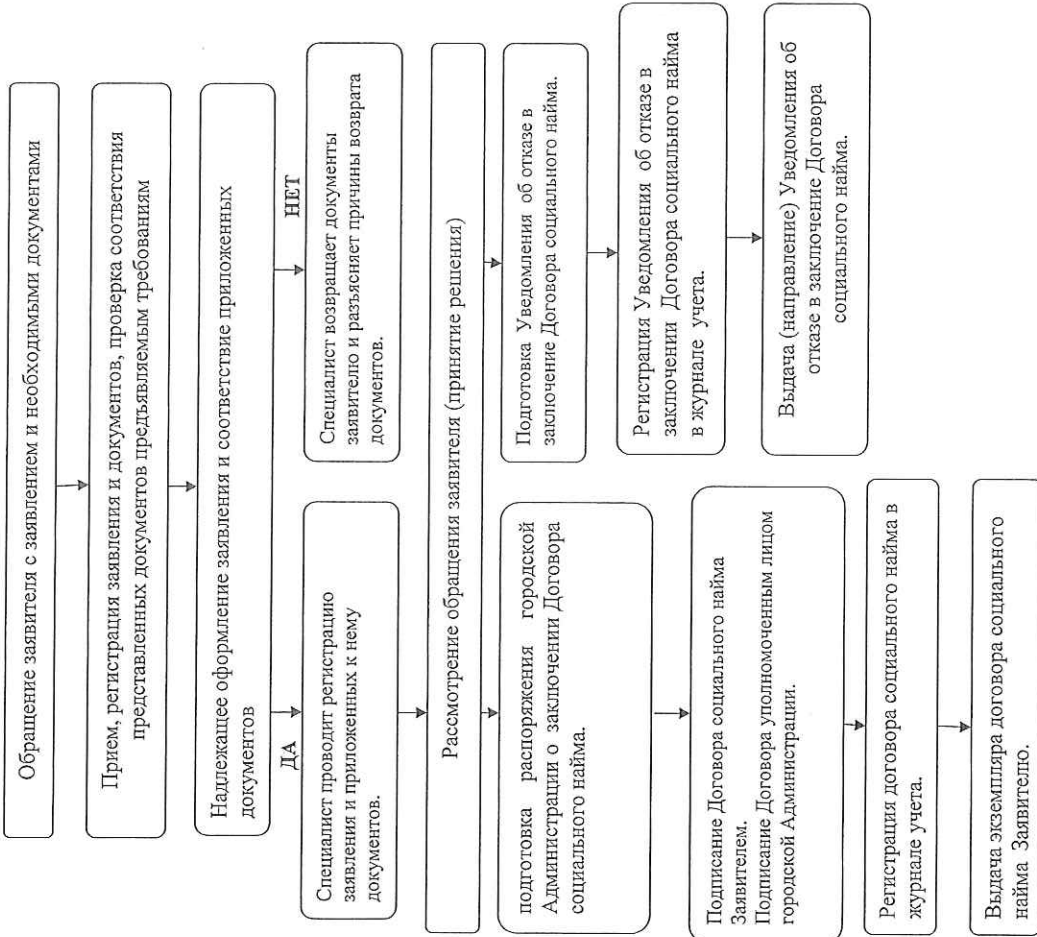 Обращение заявителя с заявлением и необходимыми документами
Прием, регистрация заявления и документов, проверка соответствия
представленных документов предъявляемым требованиям
Надлежащее оформление заявления и соответствие приложенных
документов
ДА
НЕТ
Специалист проводит регистрацию
заявления и приложенных к нему
документов.
Специалист возвращает документы
заявителю и разъясняет причины возврата
документов.
Рассмотрение обращения заявителя (принятие решения)
подготовка распоряжения городской
Администрации о заключении Договора
социального найма.
Подписание Договора социального найма
Заявителем.
Подписание Договора уполномоченным лицом
городской Администрации.
Регистрация договора социального найма в
журнале учета.
Выдача экземпляра договора социального
найма Заявителю.
Подготовка Уведомления об отказе в
заключение Договора социального найма.
Регистрация Уведомления об отказе в
заключении Договора социального найма
в журнале учета.
Выдача (направление) Уведомления об
отказе в заключение Договора
социального найма.